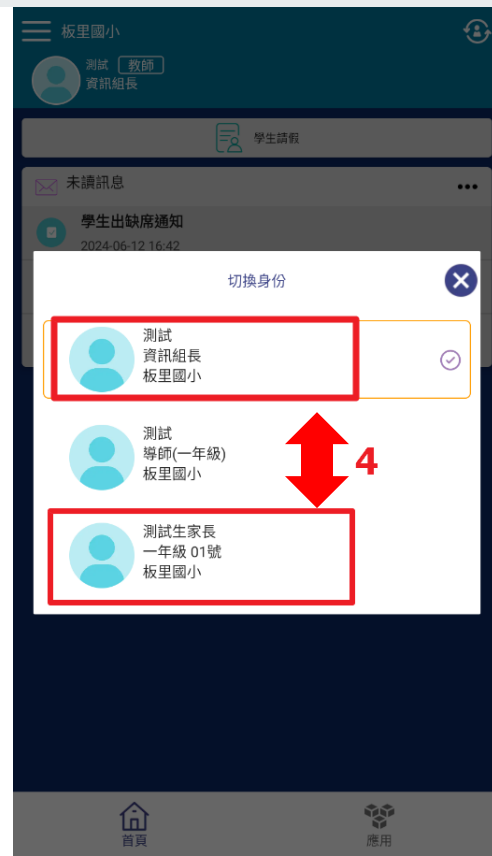 板里國小
測試 教師
資訊組長
學生請假
未讀訊息
學生出缺席通知
2024-06-12 16:42
切換身份
測試
資訊組長
板里國小
測試
導師(一年級)
板里國小
4
測試生家長
一年級 01號
板里國小
首頁
應用